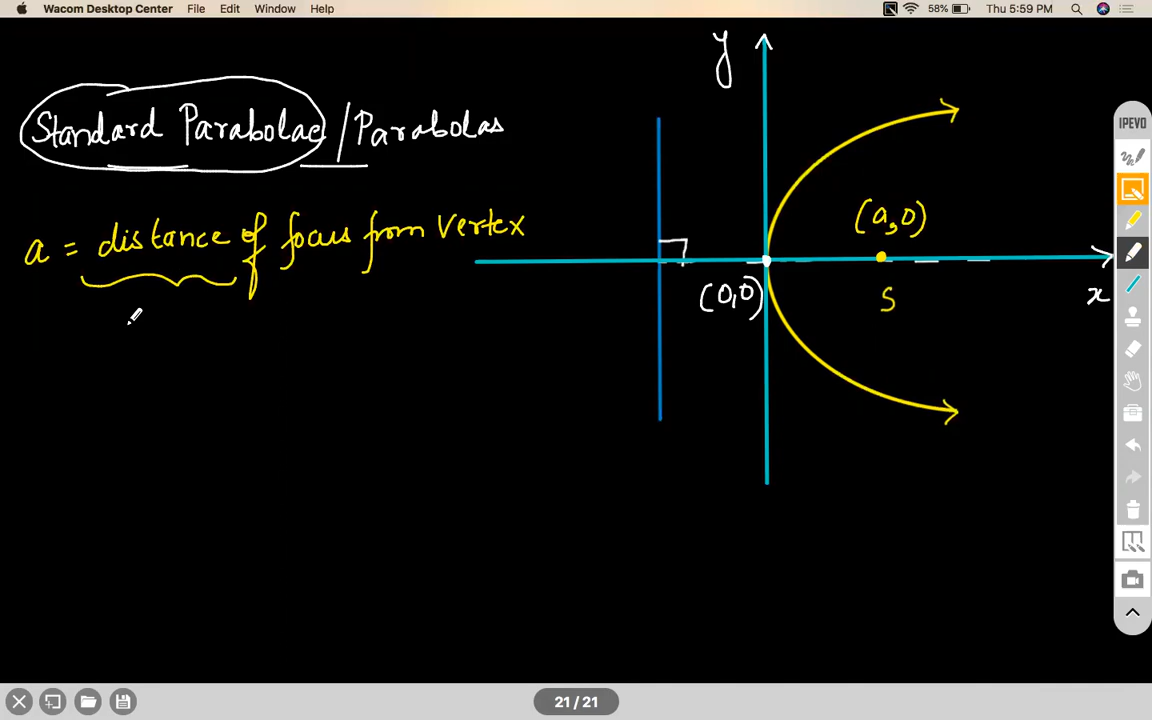 Wacom Desktop Center File Edit Window Help 58% Thu 5:59 PM
y
Standard Parabolae / Parabolas
IPEVO
a = distance of focus from Vertex
(a,0)
(0,0)
S
x
21 / 21